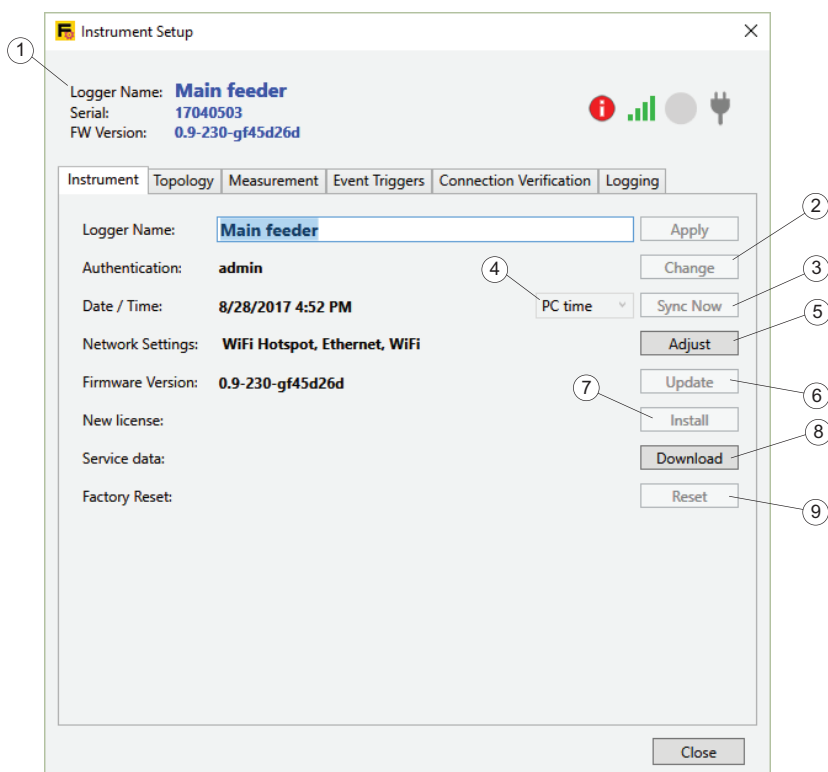 Instrument Setup
1
Logger Name: Main feeder
Serial: 17040503
FW Version: 0.9-230-gf45d26d
Instrument Topology Measurement Event Triggers Connection Verification Logging
2
Logger Name: Main feeder Apply
Authentication: admin Change
3
4
Date / Time: 8/28/2017 4:52 PM PC time Sync Now
5
Network Settings: WiFi Hotspot, Ethernet, WiFi Adjust
Firmware Version: 0.9-230-gf45d26d Update
6
7
New license: Install
8
Service data: Download
Factory Reset: Reset
9
Close